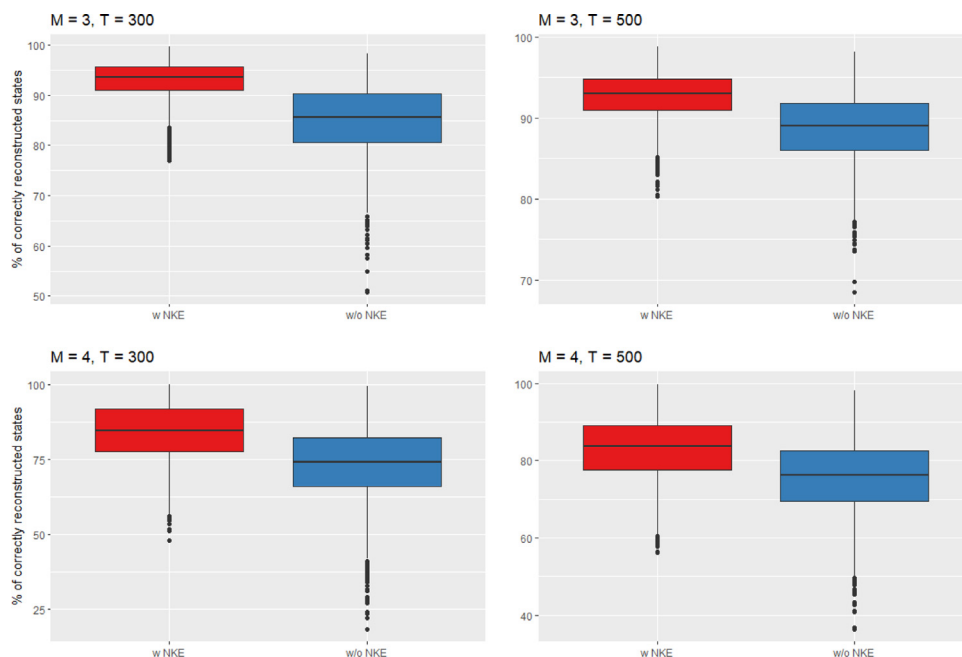 M = 3, T = 300
% of correctly reconstructed states
100
90
80
70
60
50
w NKE
w/o NKE
M = 3, T = 500
100
90
80
70
w NKE
w/o NKE
M = 4, T = 300
% of correctly reconstructed states
100
75
50
25
w NKE
w/o NKE
M = 4, T = 500
100
80
60
40
w NKE
w/o NKE